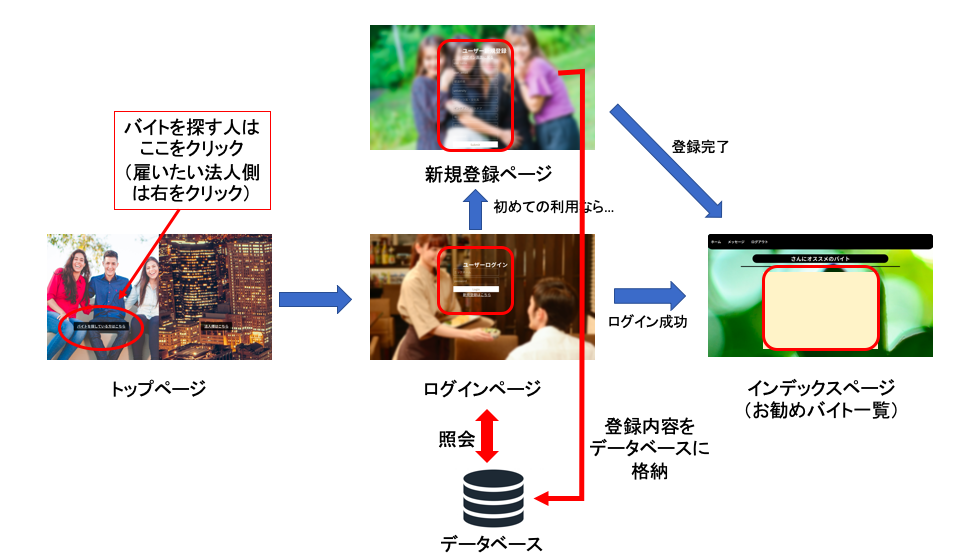 ユーザー新規登録
バイトを探す人は
ここをクリック
（雇いたい法人側
は右をクリック）
新規登録ページ
登録完了
初めての利用なら...
ユーザーログイン
新規登録はこちら
ホーム メッセージ ログアウト
さんにオススメのバイト
バイトを探している方はこちら
法人様はこちら
ログイン成功
トップページ
ログインページ
インデックスページ
（お勧めバイト一覧）
照会
登録内容を
データベースに
格納
データベース